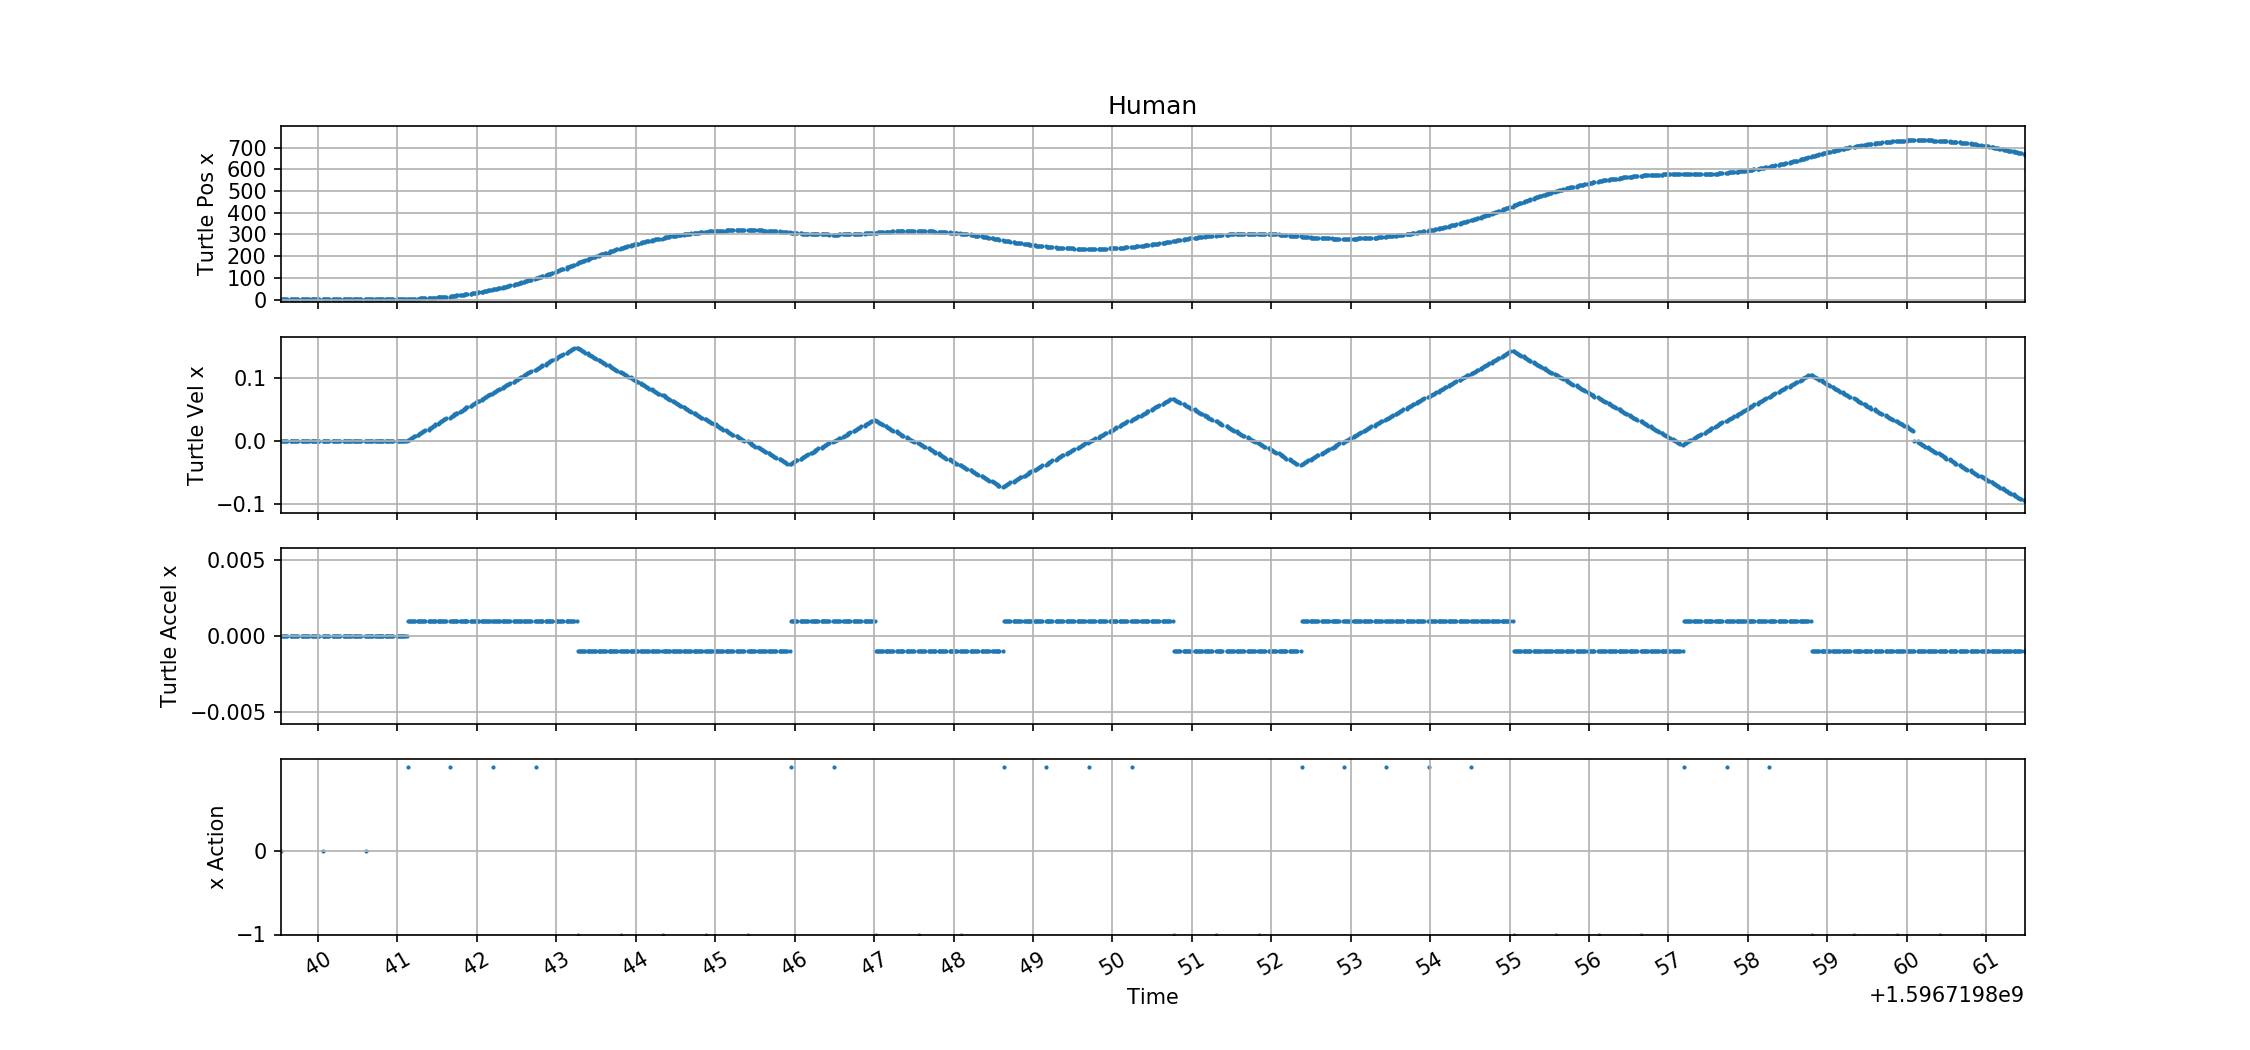 Human
Turtle Pos x
700
600
500
400
300
200
100
0
Turtle Vel x
0.1
0.0
−0.1
Turtle Accel x
0.005
0.000
−0.005
x Action
0
−1
40 41 42 43 44 45 46 47 48 49 50 51 52 53 54 55 56 57 58 59 60 61
Time
+1.5967198e9